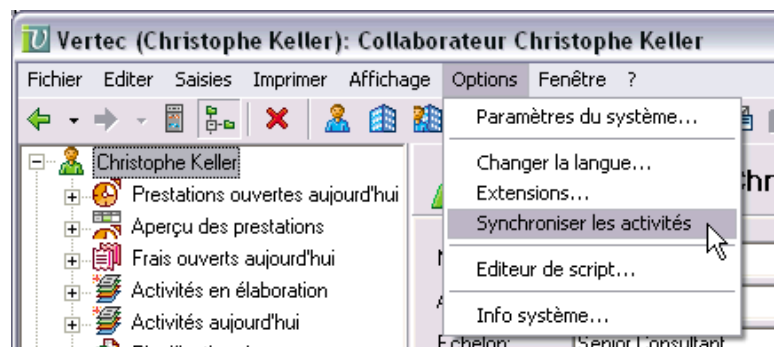 Vertec (Christophe Keller): Collaborateur Christophe Keller
Fichier Editer Saisies Imprimer Affichage Options Fenêtre ?
Paramètres du système...
Changer la langue...
Extensions...
Synchroniser les activités
Editeur de script...
Info système...
Christophe Keller
Prestations ouvertes aujourd'hui
Aperçu des prestations
Frais ouverts aujourd'hui
Activités en élaboration
Activités aujourd'hui
Echelon: Senior Consultant